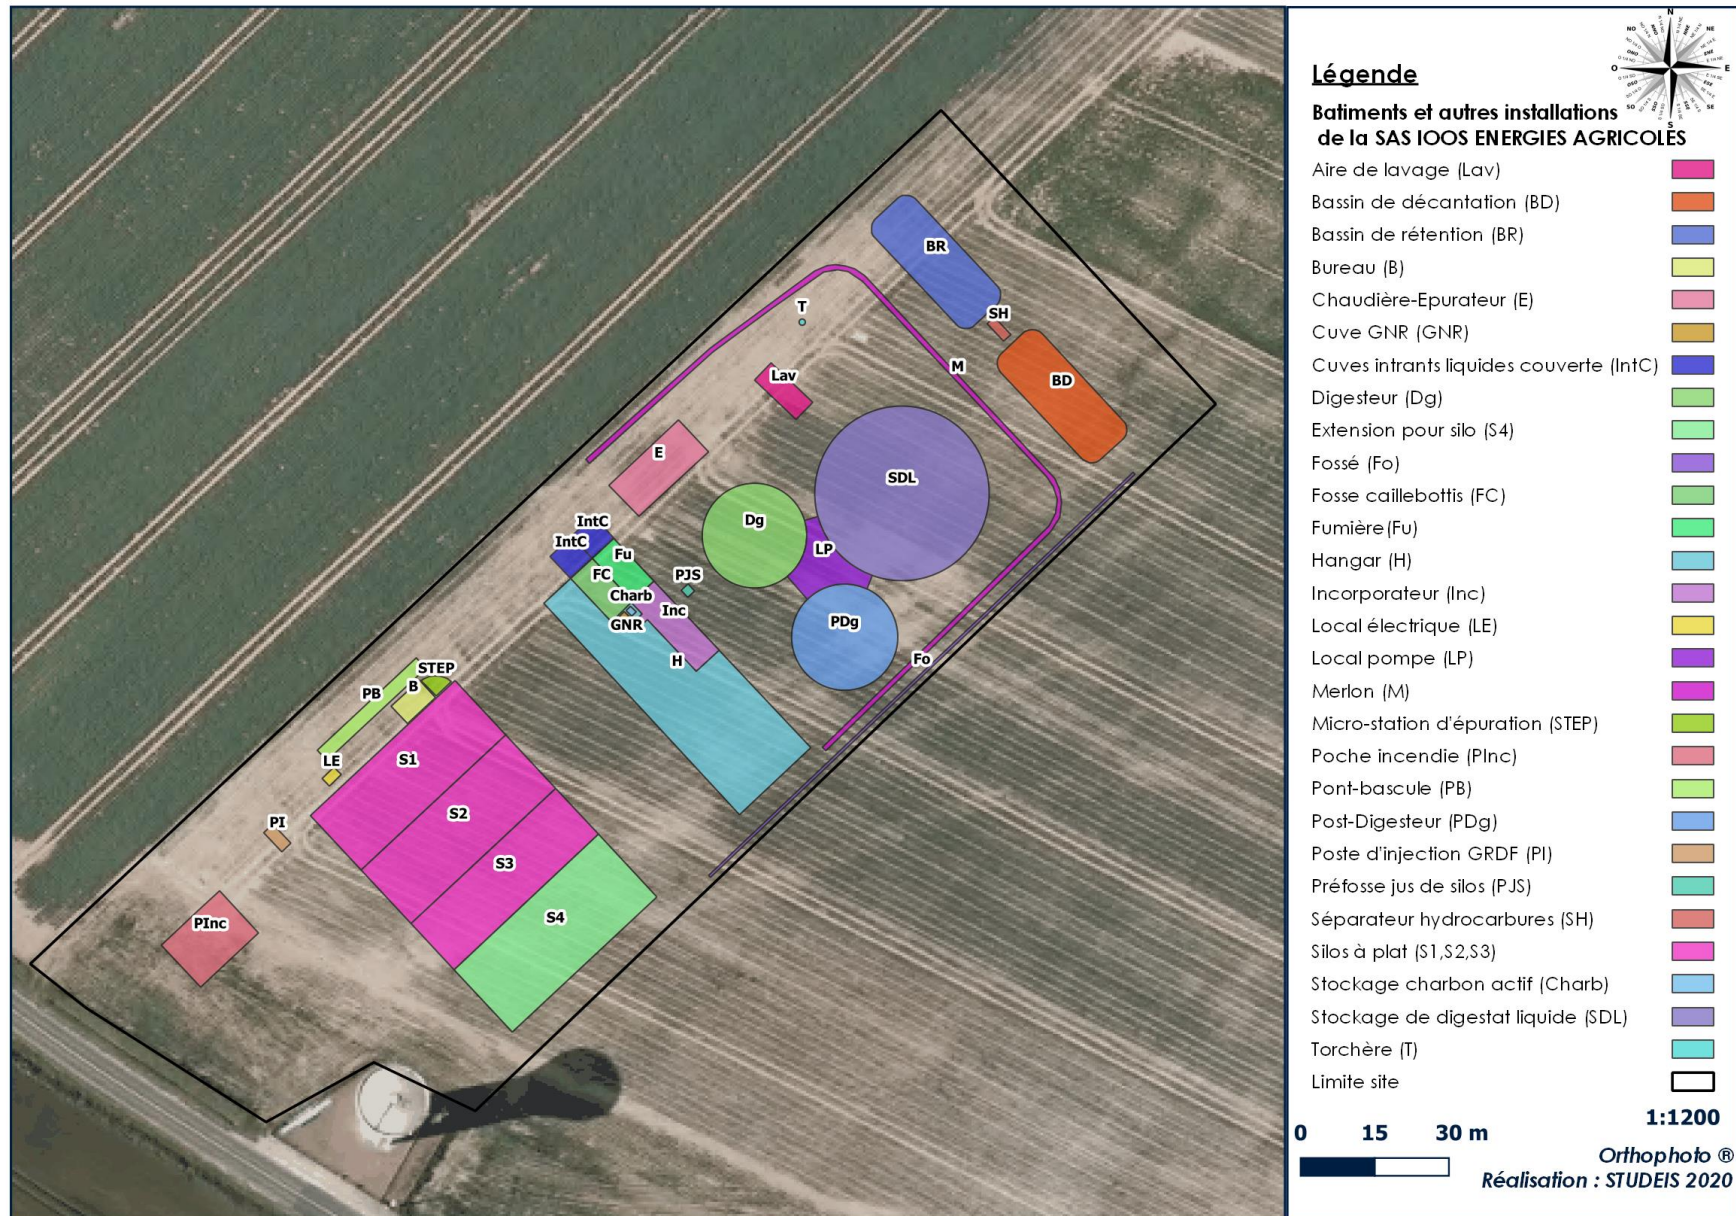 BR
T
SH
M
Lav
BD
E
SDL
Dg
IntC
IntC
LP
Fu
FC
PJS
Charb
Inc
GNR
PDg
H
Fo
STEP
B
PB
S1
LE
S2
PI
S3
S4
PInc
Légende
N
NO
NE
O
E
SO
SE
S
Batiments et autres installations
de la SAS IOOS ENERGIES AGRICOLES
Aire de lavage (Lav)
Bassin de décantation (BD)
Bassin de rétention (BR)
Bureau (B)
Chaudière-Epurateur (E)
Cuve GNR (GNR)
Cuves intrants liquides couverte (IntC)
Digesteur (Dg)
Extension pour silo (S4)
Fossé (Fo)
Fosse caillebottis (FC)
Fumière(Fu)
Hangar (H)
Incorporateur (Inc)
Local électrique (LE)
Local pompe (LP)
Merlon (M)
Micro-station d'épuration (STEP)
Poche incendie (PInc)
Pont-bascule (PB)
Post-Digesteur (PDg)
Poste d'injection GRDF (PI)
Préfosse jus de silos (PJS)
Séparateur hydrocarbures (SH)
Silos à plat (S1,S2,S3)
Stockage charbon actif (Charb)
Stockage de digestat liquide (SDL)
Torchère (T)
Limite site
1:1200
0 15 30 m
Orthophoto ®
Réalisation : STUDEIS 2020